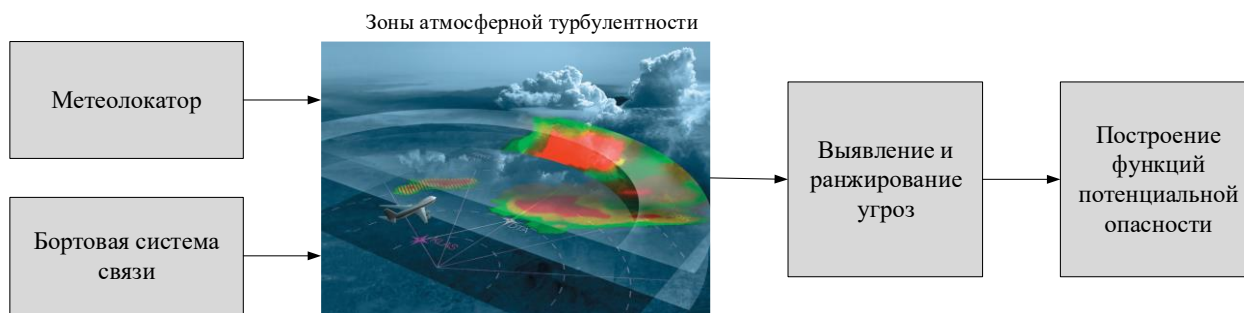 Зоны атмосферной турбулентности
Метеолокатор
Бортовая система
связи
Выявление и
ранжирование
угроз
Построение
функций
потенциальной
опасности